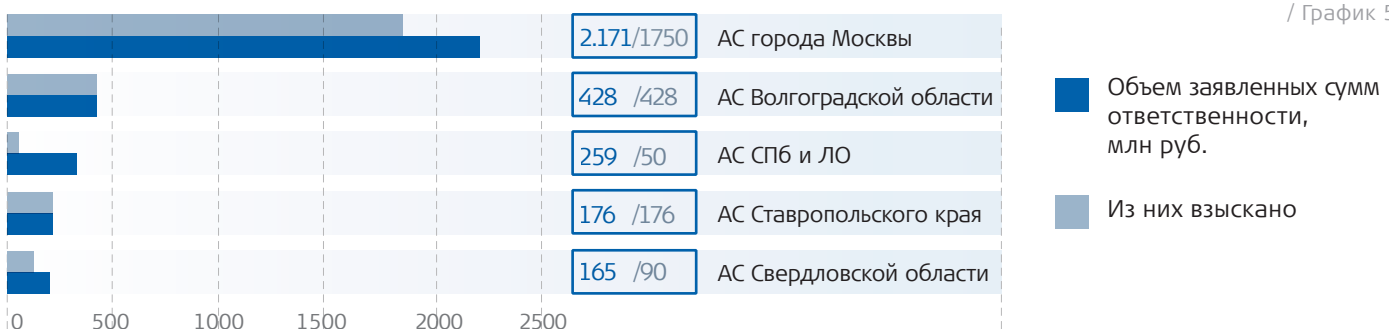 / График 5
2.171/1750 АС города Москвы
428 /428 АС Волгоградской области
259 /50 АС СПб и ЛО
176 /176 АС Ставропольского края
165 /90 АС Свердловской области
0 500 1000 1500 2000 2500
Объем заявленных сумм
ответственности,
млн руб.
Из них взыскано